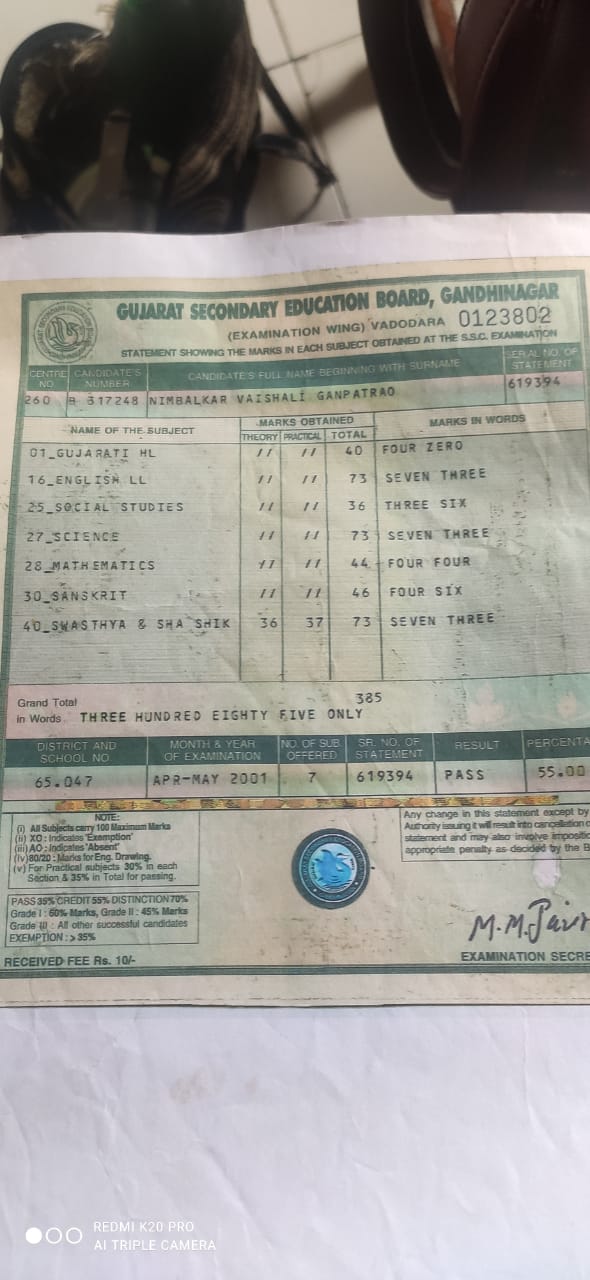 GUJARAT SECONDARY EDUCATION BOARD, GANDHINAGAR
(EXAMINATION WING) VADODARA 0123802
STATEMENT SHOWING THE MARKS IN EACH SUBJECT OBTAINED AT THE S.S.C. EXAMINATION
CENTRE NO. CANDIDATE'S NUMBER CANDIDATE'S FULL NAME BEGINNING WITH SURNAME SERIAL NO. OF STATEMENT
260 B 317248 NIMBALKAR VAISHALI GANPATRAO 619394
NAME OF THE SUBJECT MARKS OBTAINED MARKS IN WORDS
THEORY PRACTICAL TOTAL
01_GUJARATI HL // // 40 FOUR ZERO
16_ENGLISH LL // // 73 SEVEN THREE
25_SOCIAL STUDIES // // 36 THREE SIX
27_SCIENCE // // 73 SEVEN THREE
28_MATHEMATICS // // 44 FOUR FOUR
30_SANSKRIT // // 46 FOUR SIX
40_SWASTHYA & SHA SHIK 36 37 73 SEVEN THREE
Grand Total 385
in Words THREE HUNDRED EIGHTY FIVE ONLY
DISTRICT AND SCHOOL NO MONTH & YEAR OF EXAMINATION NO. OF SUB. OFFERED SR. NO. OF STATEMENT RESULT PERCENTA
65.047 APR-MAY 2001 7 619394 PASS 55.00
NOTE:
(i) All Subjects carry 100 Maximum Marks
(ii) XO: Indicates 'Exemption'
(iii) AO: Indicates 'Absent'
(iv) 80/20: Marks for Eng. Drawing.
(v) For Practical subjects 30% in each
Section & 35% in Total for passing.
Any change in this statement except by
Authority issuing it will result into cancellation o
statement and may also involve impositio
appropriate penalty as decided by the B
PASS 35% CREDIT 55% DISTINCTION 70%
Grade I : 60% Marks, Grade II : 45% Marks
Grade III : All other successful candidates
EXEMPTION : > 35%
RECEIVED FEE Rs. 10/-
EXAMINATION SECRE
REDMI K20 PRO
AI TRIPLE CAMERA